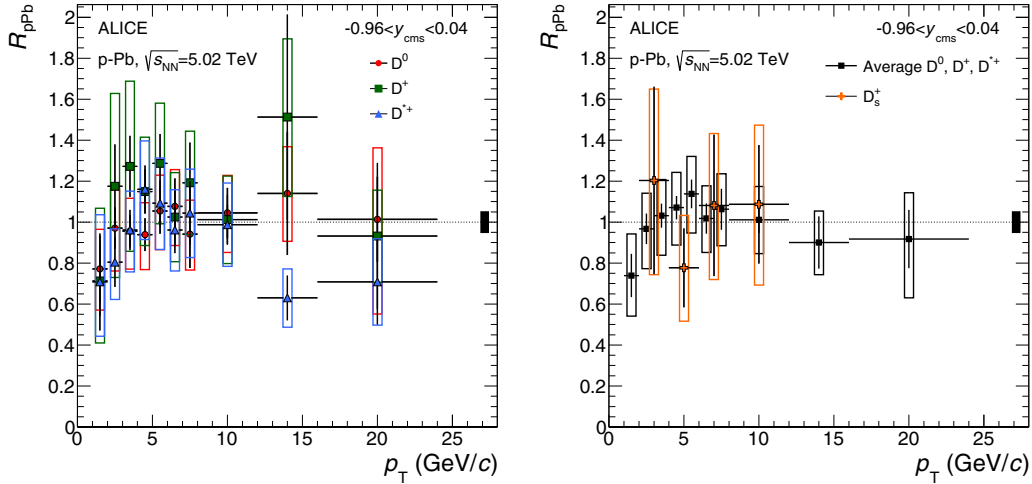 R_pPb
ALICE
-0.96<y_cms<0.04
p-Pb, √s_NN=5.02 TeV
D⁰
D⁺
D*⁺
2
1.8
1.6
1.4
1.2
1
0.8
0.6
0.4
0.2
0
0 5 10 15 20 25
p_T (GeV/c)
R_pPb
ALICE
-0.96<y_cms<0.04
p-Pb, √s_NN=5.02 TeV
Average D⁰, D⁺, D*⁺
D_s⁺
2
1.8
1.6
1.4
1.2
1
0.8
0.6
0.4
0.2
0
0 5 10 15 20 25
p_T (GeV/c)